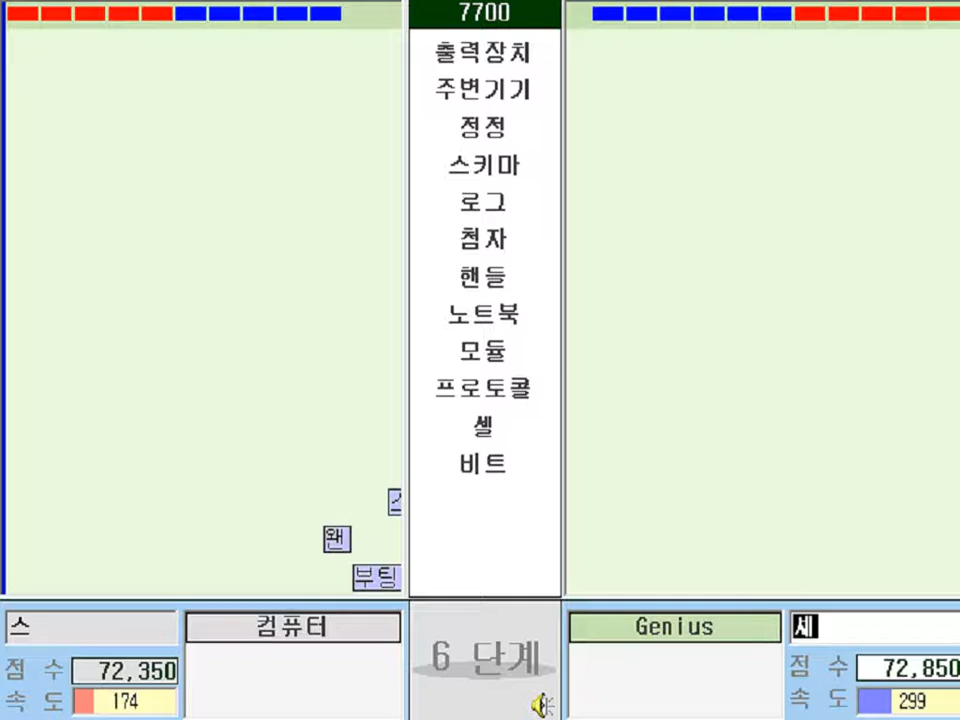 7700
출력장치
주변기기
정정
스키마
로그
첨자
핸들
노트북
모듈
프로토콜
셀
비트
왠
부팅
스
컴퓨터
6 단계
Genius
세
점 수 72,350
속 도 174
점 수 72,850
속 도 299